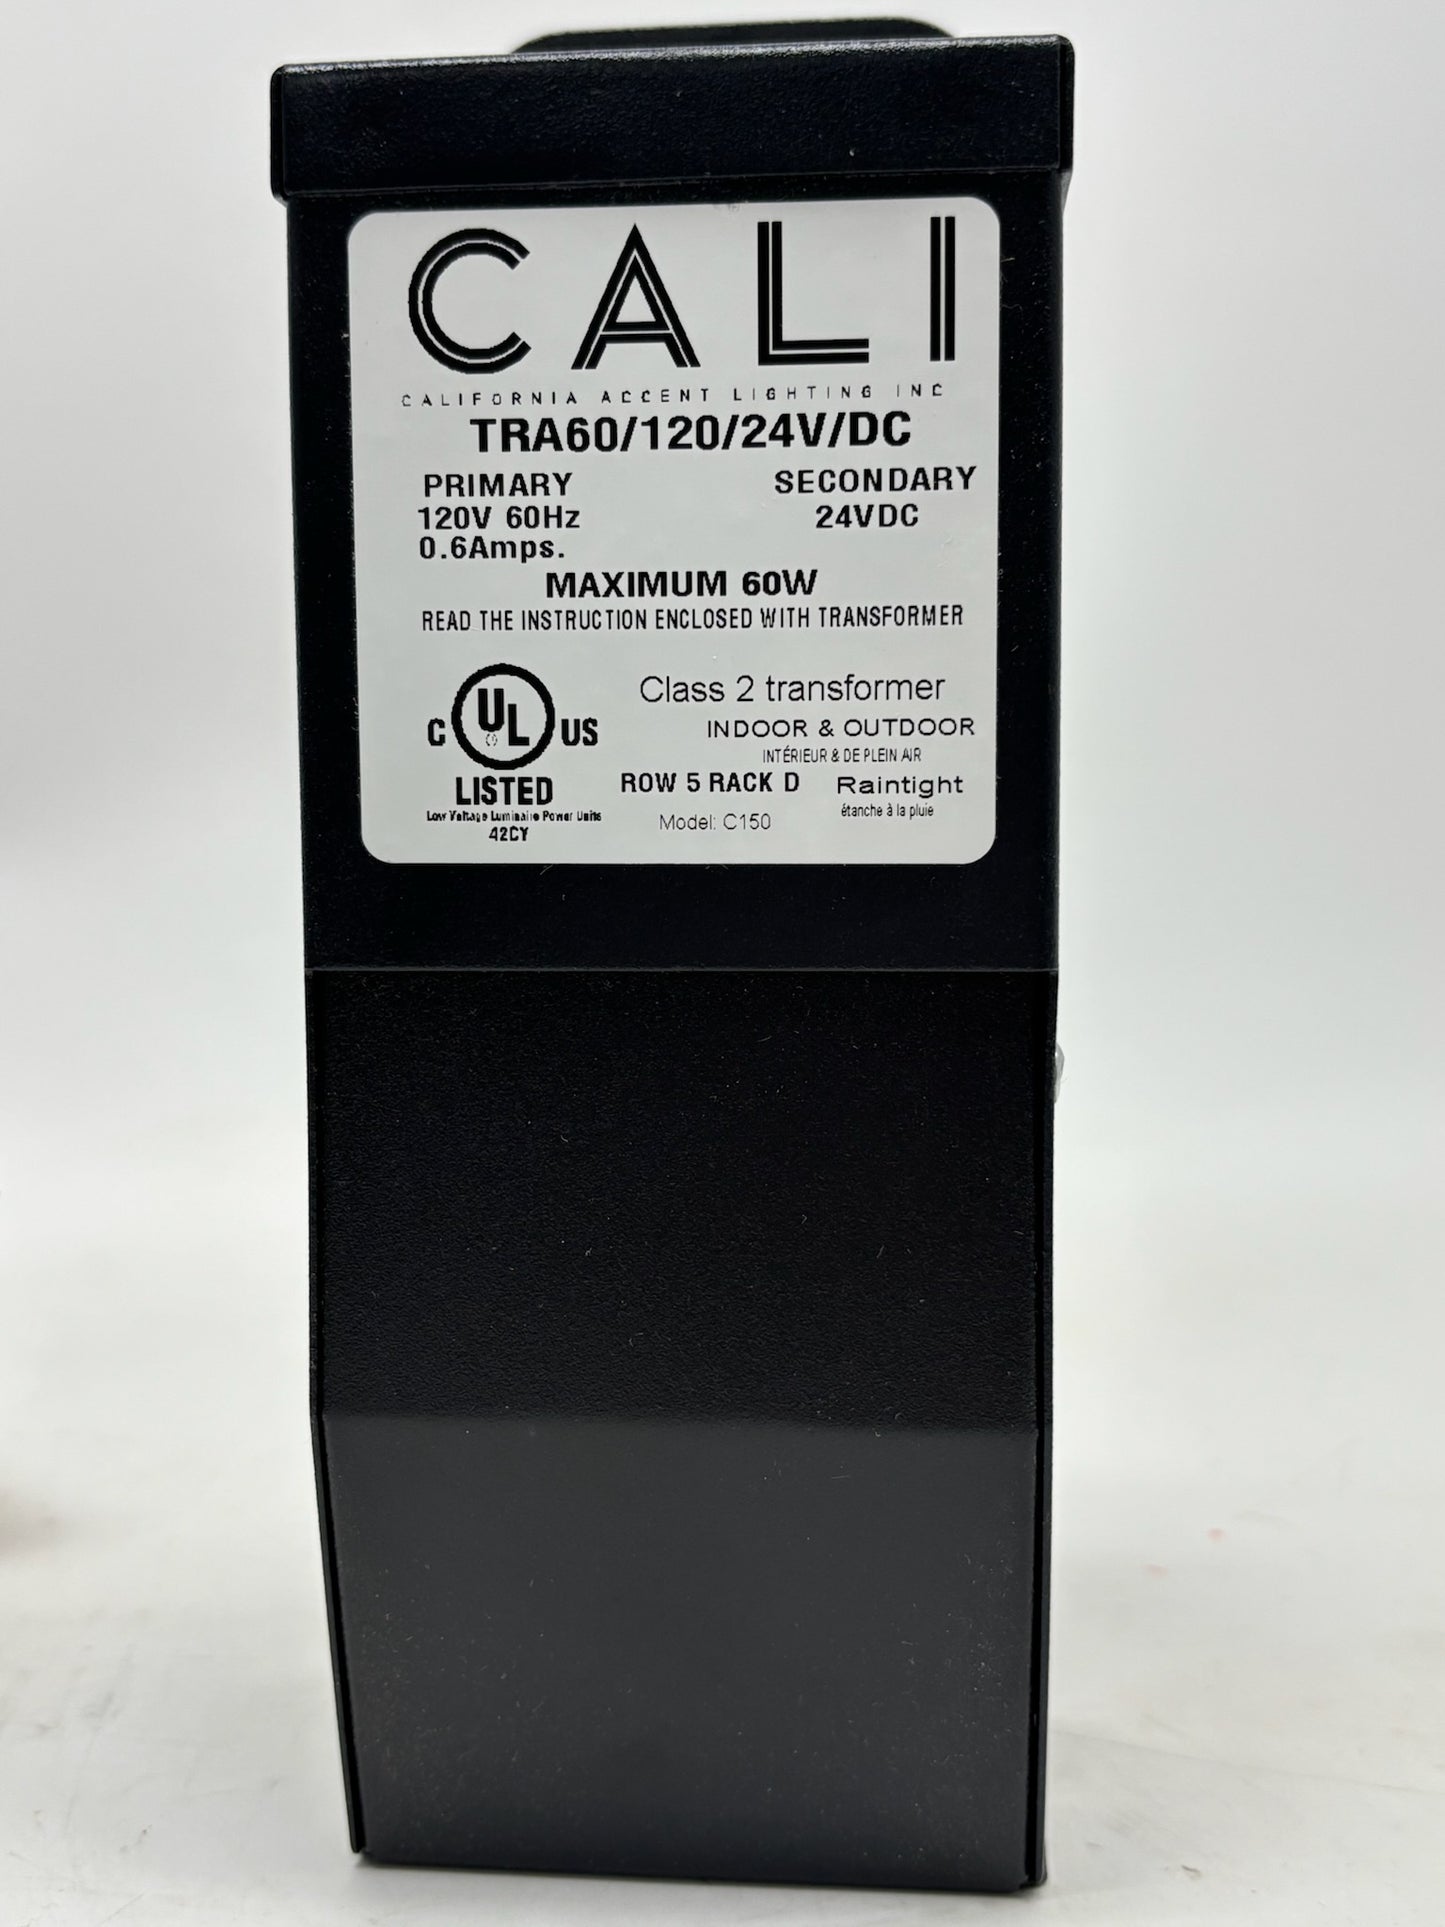 CALI
CALIFORNIA ACCENT LIGHTING INC
TRA60/120/24V/DC
PRIMARY SECONDARY
120V 60Hz 24VDC
0.6Amps.
MAXIMUM 60W
READ THE INSTRUCTION ENCLOSED WITH TRANSFORMER
Class 2 transformer
C UL US
INDOOR & OUTDOOR
INTÉRIEUR & DE PLEIN AIR
LISTED ROW 5 RACK D Raintight
Low Voltage Luminaire Power Units Model: C150 étanche à la pluie
42CY